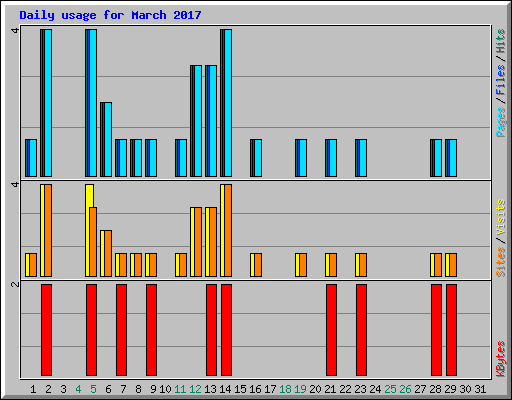 Daily usage for March 2017
4
Pages / Files / Hits
4
Sites / Visits
2
KBytes
1 2 3 4 5 6 7 8 9 10 11 12 13 14 15 16 17 18 19 20 21 22 23 24 25 26 27 28 29 30 31